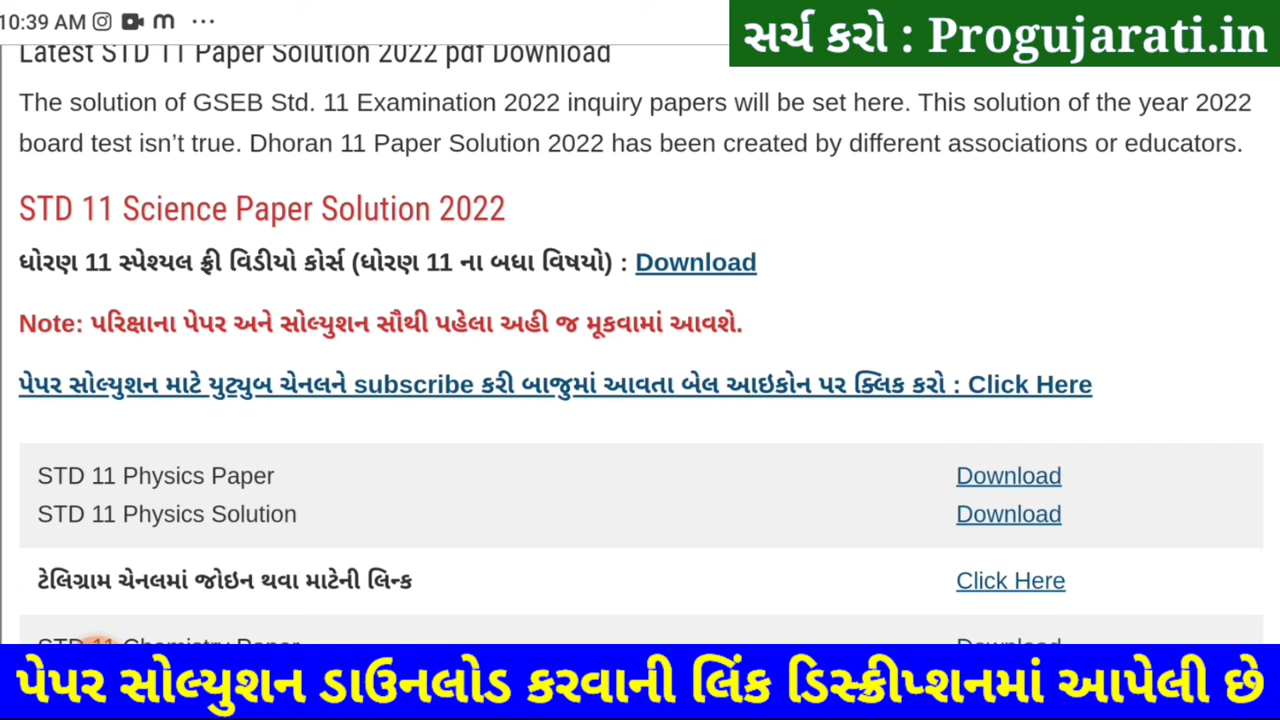 10:39 AM
સર્ચ કરો : Progujarati.in
Latest STD 11 Paper Solution 2022 pdf Download
The solution of GSEB Std. 11 Examination 2022 inquiry papers will be set here. This solution of the year 2022
board test isn’t true. Dhoran 11 Paper Solution 2022 has been created by different associations or educators.
STD 11 Science Paper Solution 2022
ધોરણ 11 સ્પેશ્યલ ફ્રી વિડીયો કોર્સ (ધોરણ 11 ના બધા વિષયો) : Download
Note: પરિક્ષાના પેપર અને સોલ્યુશન સૌથી પહેલા અહી જ મૂકવામાં આવશે.
પેપર સોલ્યુશન માટે યુટ્યુબ ચેનલને subscribe કરી બાજુમાં આવતા બેલ આઇકોન પર ક્લિક કરો : Click Here
STD 11 Physics Paper Download
STD 11 Physics Solution Download
ટેલિગ્રામ ચેનલમાં જોઇન થવા માટેની લિન્ક Click Here
STD 11 Chemistry Paper Download
પેપર સોલ્યુશન ડાઉનલોડ કરવાની લિંક ડિસ્ક્રીપ્શનમાં આપેલી છે